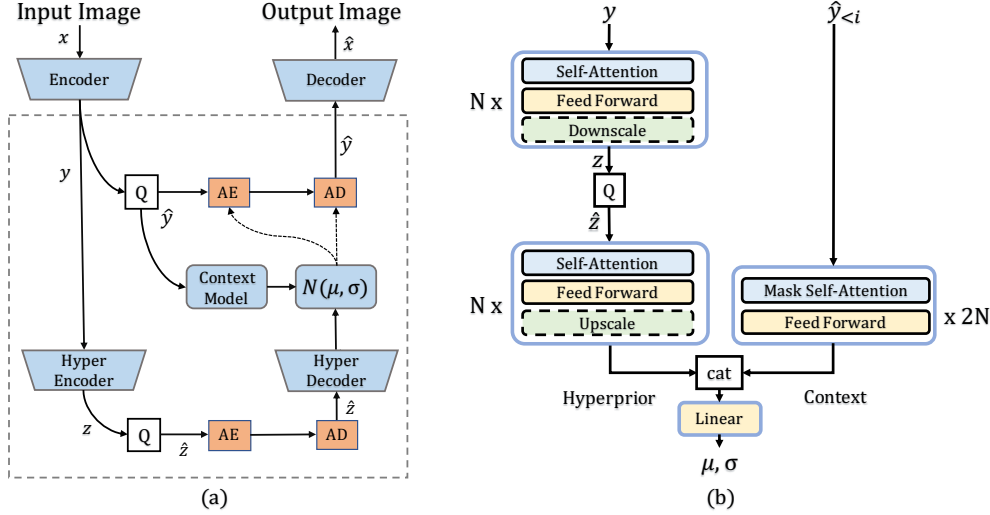 Input Image
Output Image
x
x̂
Encoder
Decoder
y
ŷ
Q
AE
AD
ŷ
Context
Model
N(μ, σ)
Hyper
Encoder
Hyper
Decoder
z
ẑ
Q
ẑ
AE
AD
(a)
y
ŷ<i
Self-Attention
N x
Feed Forward
Downscale
z
Q
ẑ
Self-Attention
N x
Feed Forward
Upscale
Mask Self-Attention
x 2N
Feed Forward
cat
Hyperprior
Context
Linear
μ, σ
(b)